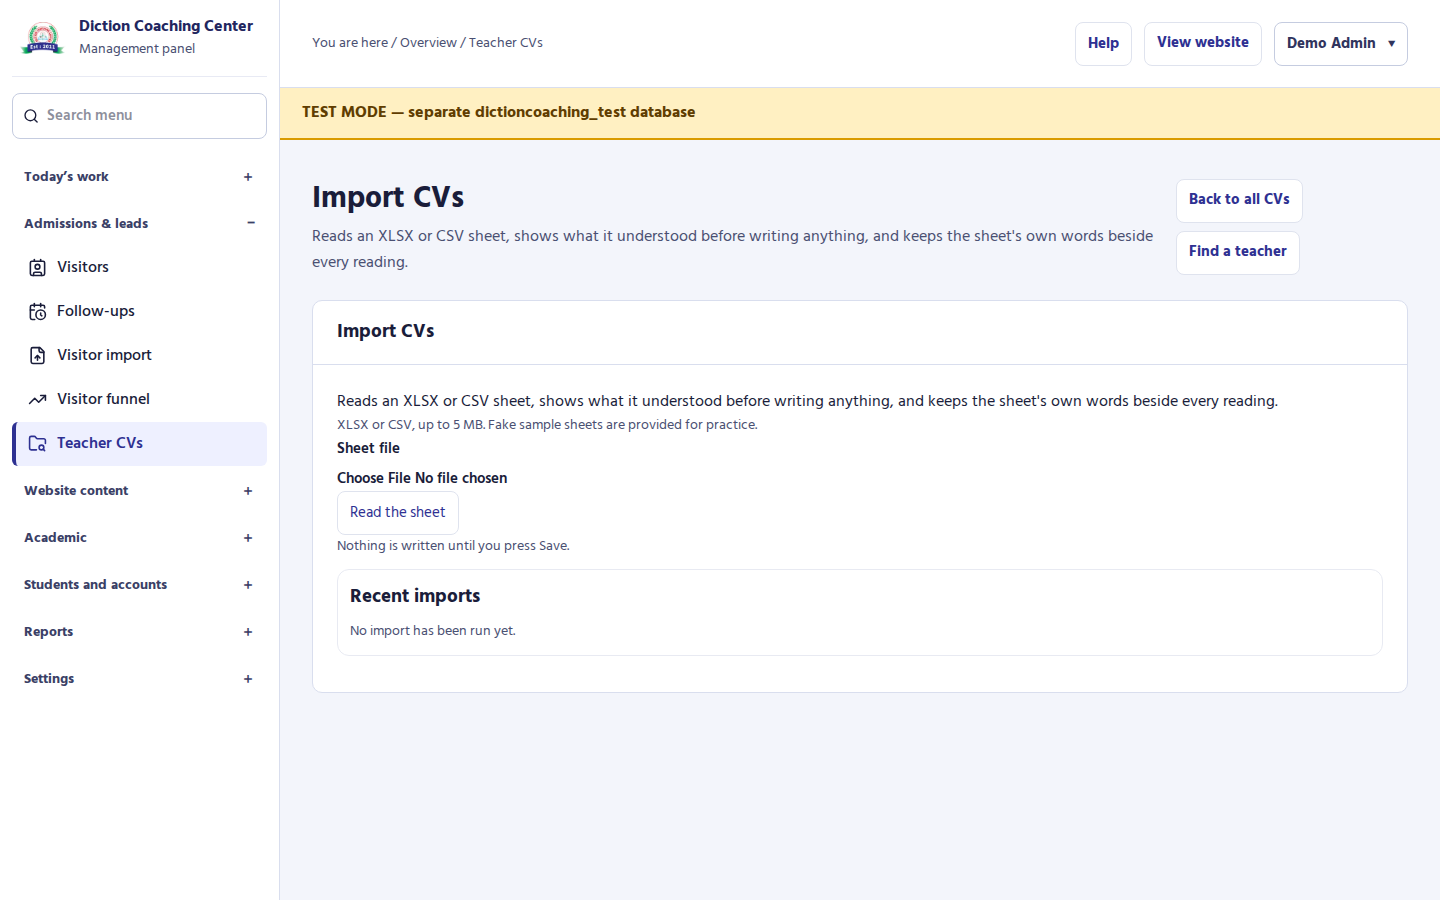 Diction Coaching Center
Management panel
Est : 2011
Search menu
Today's work +
Admissions & leads −
Visitors
Follow-ups
Visitor import
Visitor funnel
Teacher CVs
Website content +
Academic +
Students and accounts +
Reports +
Settings +
You are here / Overview / Teacher CVs
Help
View website
Demo Admin ▾
TEST MODE — separate dictioncoaching_test database
Import CVs
Reads an XLSX or CSV sheet, shows what it understood before writing anything, and keeps the sheet's own words beside
every reading.
Back to all CVs
Find a teacher
Import CVs
Reads an XLSX or CSV sheet, shows what it understood before writing anything, and keeps the sheet's own words beside every reading.
XLSX or CSV, up to 5 MB. Fake sample sheets are provided for practice.
Sheet file
Choose File No file chosen
Read the sheet
Nothing is written until you press Save.
Recent imports
No import has been run yet.